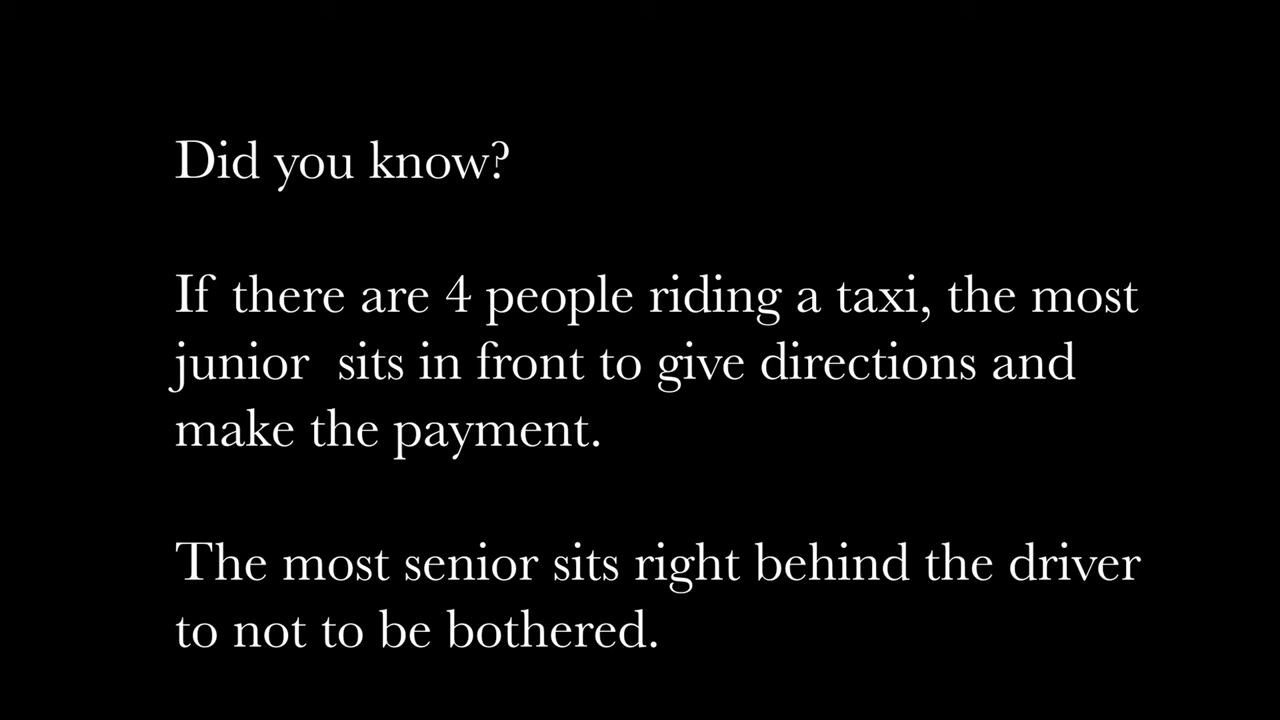 Did you know?
If there are 4 people riding a taxi, the most
junior sits in front to give directions and
make the payment.
The most senior sits right behind the driver
to not to be bothered.